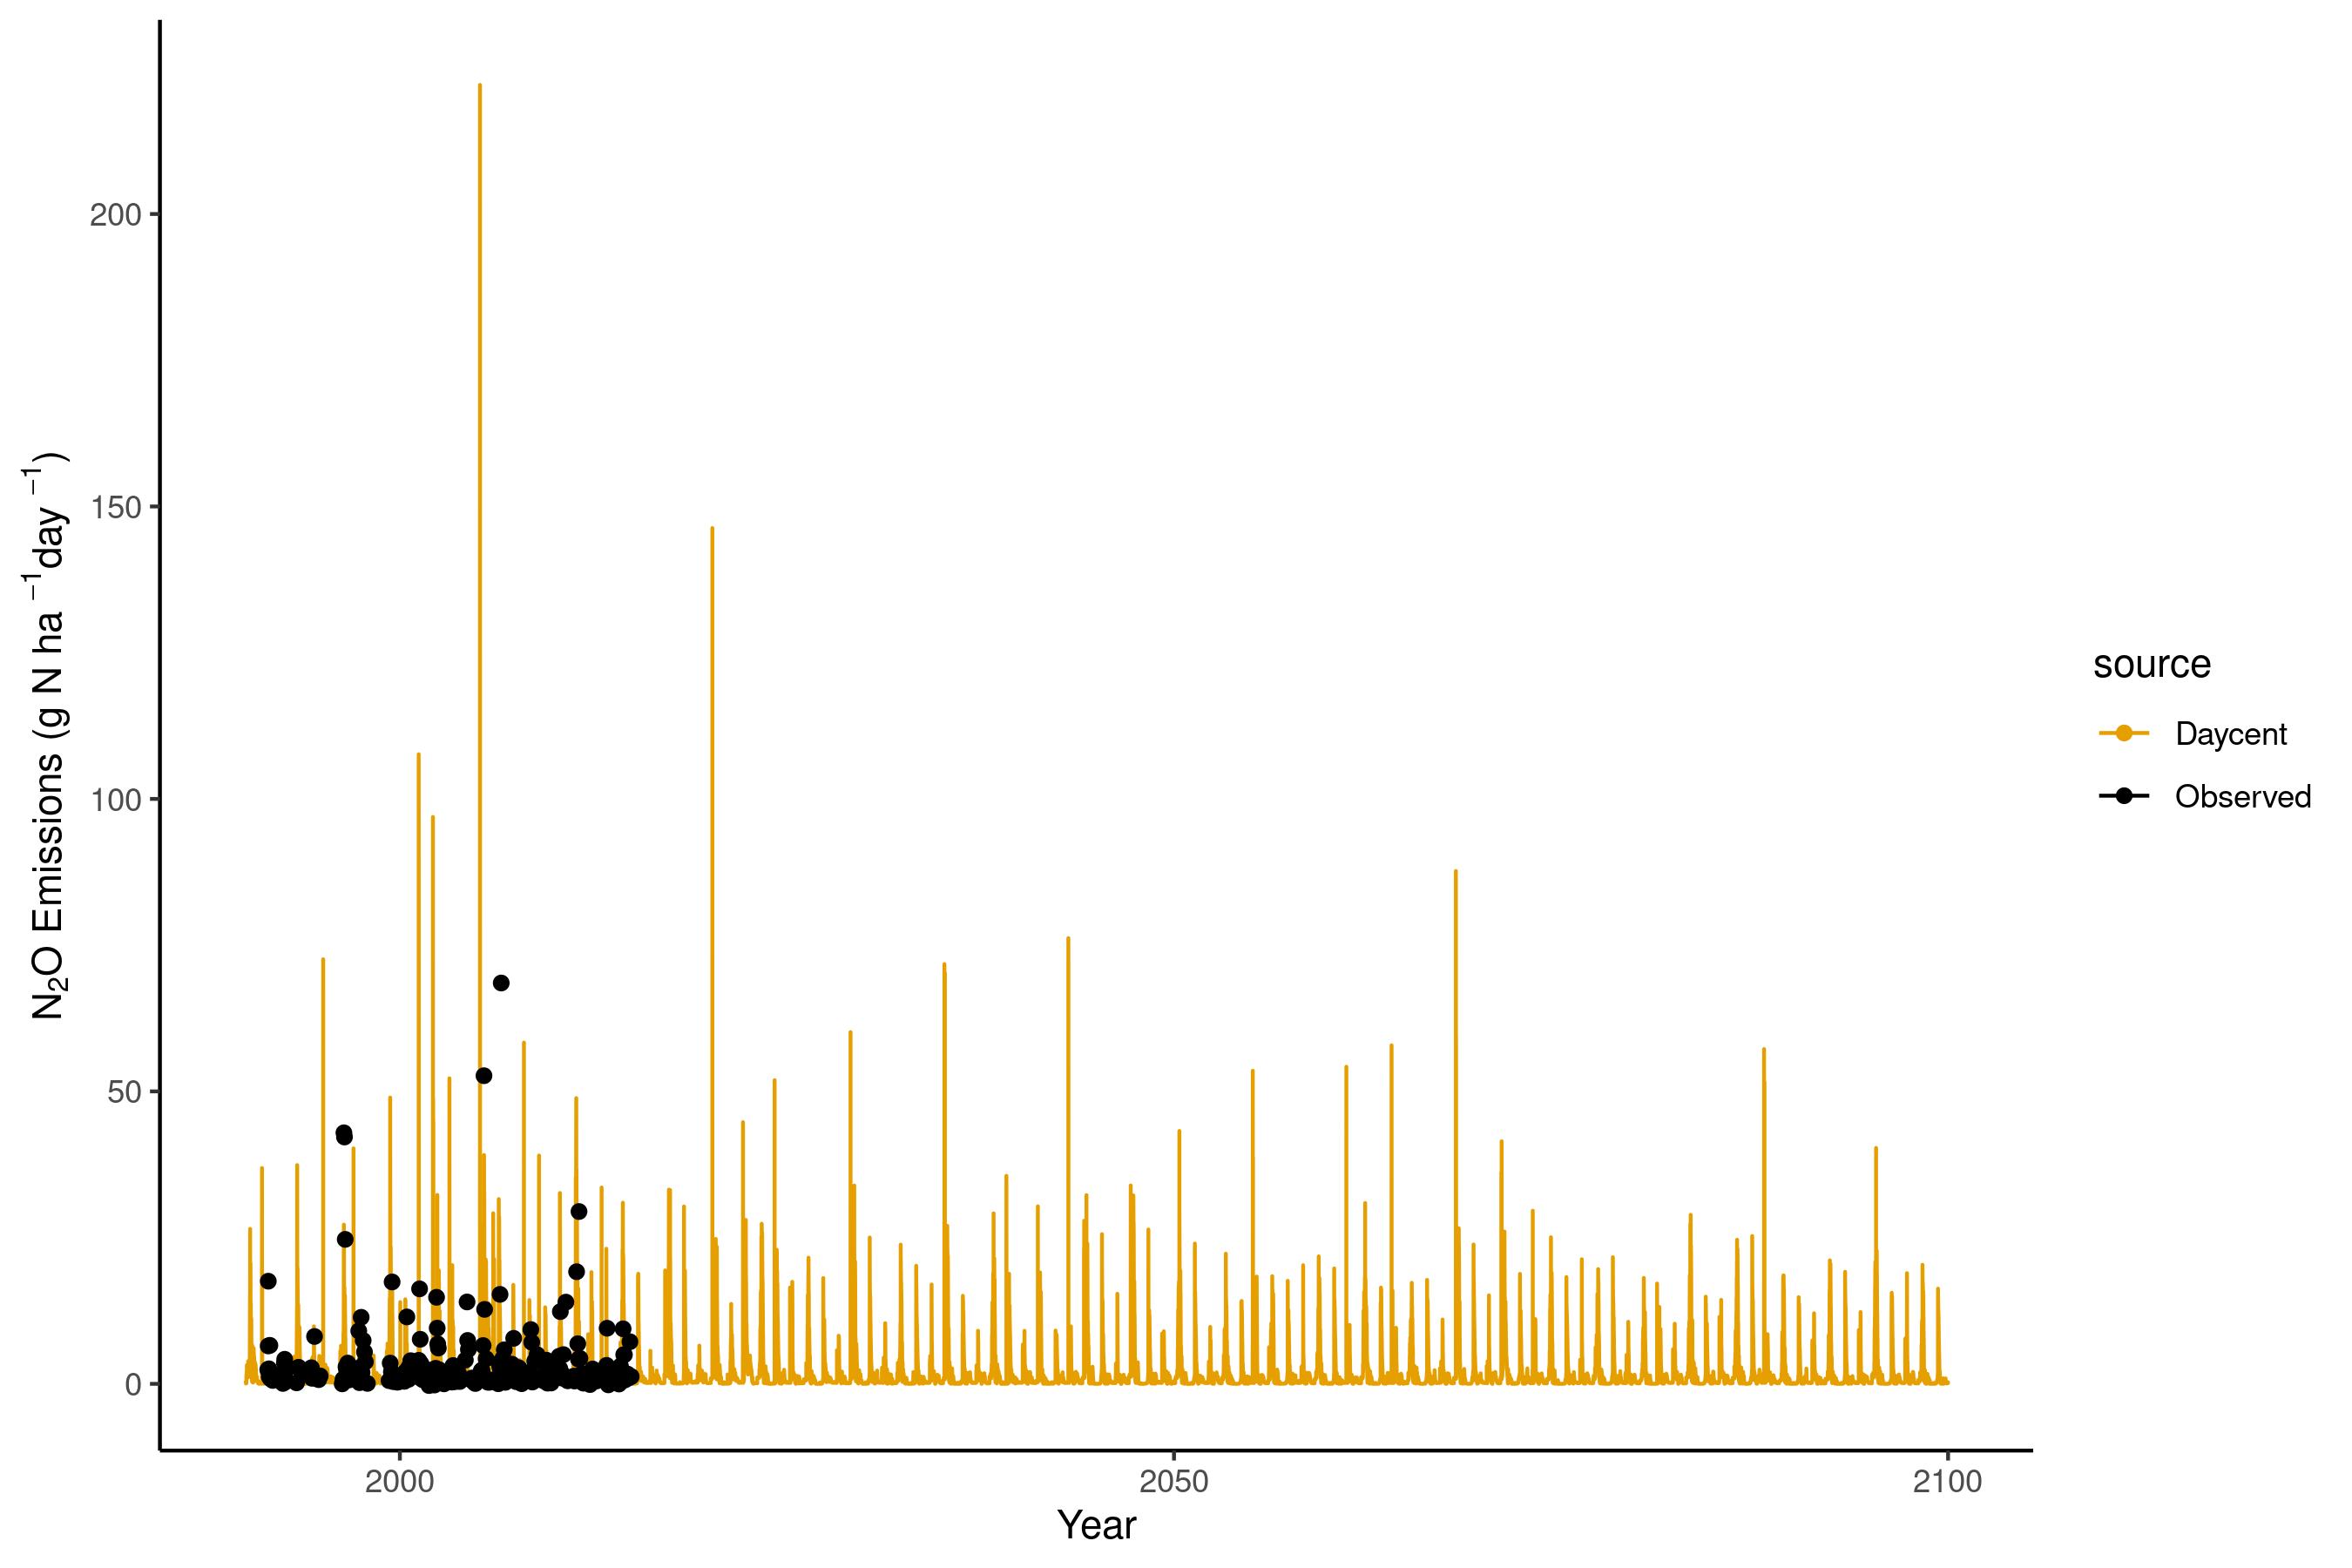 N₂O Emissions (g N ha ⁻¹day ⁻¹)
200
150
100
50
0
2000
2050
2100
Year
source
Daycent
Observed